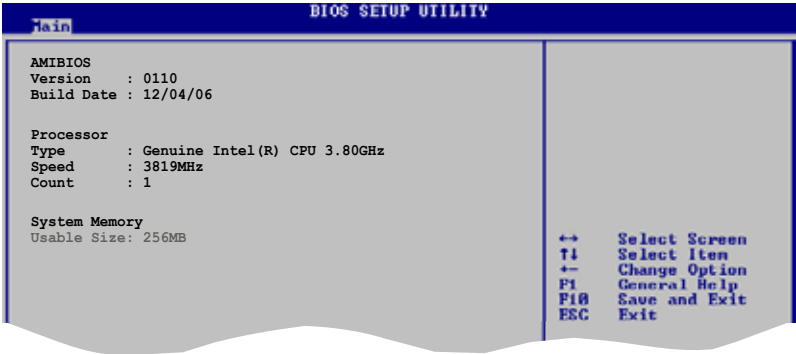 BIOS SETUP UTILITY
Main
AMIBIOS
Version : 0110
Build Date : 12/04/06
Processor
Type : Genuine Intel(R) CPU 3.80GHz
Speed : 3819MHz
Count : 1
System Memory
Usable Size: 256MB
←→ Select Screen
↑↓ Select Item
+- Change Option
F1 General Help
F10 Save and Exit
ESC Exit